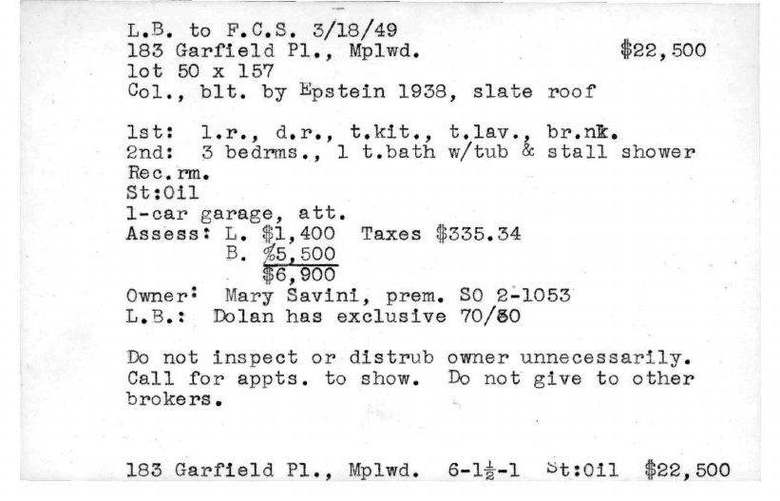 L.B. to F.C.S. 3/18/49
183 Garfield Pl., Mplwd. $22,500
lot 50 x 157
Col., blt. by Epstein 1938, slate roof
1st: l.r., d.r., t.kit., t.lav., br.nk.
2nd: 3 bedrms., 1 t.bath w/tub & stall shower
Rec.rm.
St:Oil
1-car garage, att.
Assess: L. $1,400 Taxes $335.34
B. %5,500
$6,900
Owner: Mary Savini, prem. SO 2-1053
L.B.: Dolan has exclusive 70/30
Do not inspect or distrub owner unnecessarily.
Call for appts. to show. Do not give to other
brokers.
183 Garfield Pl., Mplwd. 6-1½-1 St:Oil $22,500